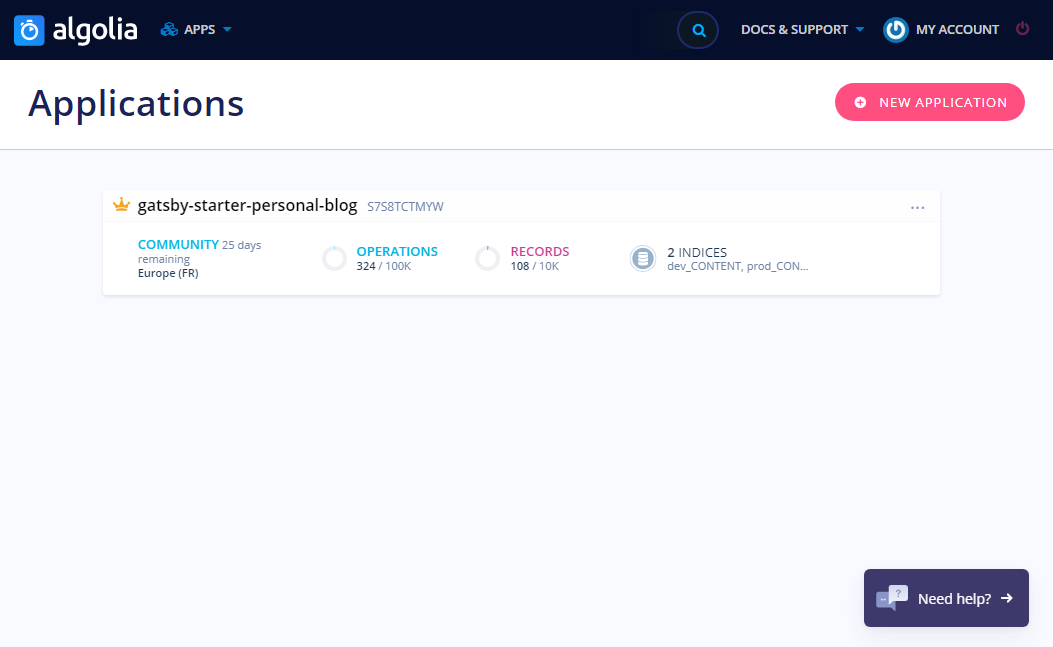 algolia APPS DOCS & SUPPORT MY ACCOUNT
Applications
NEW APPLICATION
gatsby-starter-personal-blog S7S8TCTMYW ...
COMMUNITY 25 days
remaining
Europe (FR)
OPERATIONS
324 / 100K
RECORDS
108 / 10K
2 INDICES
dev_CONTENT, prod_CON...
? Need help?